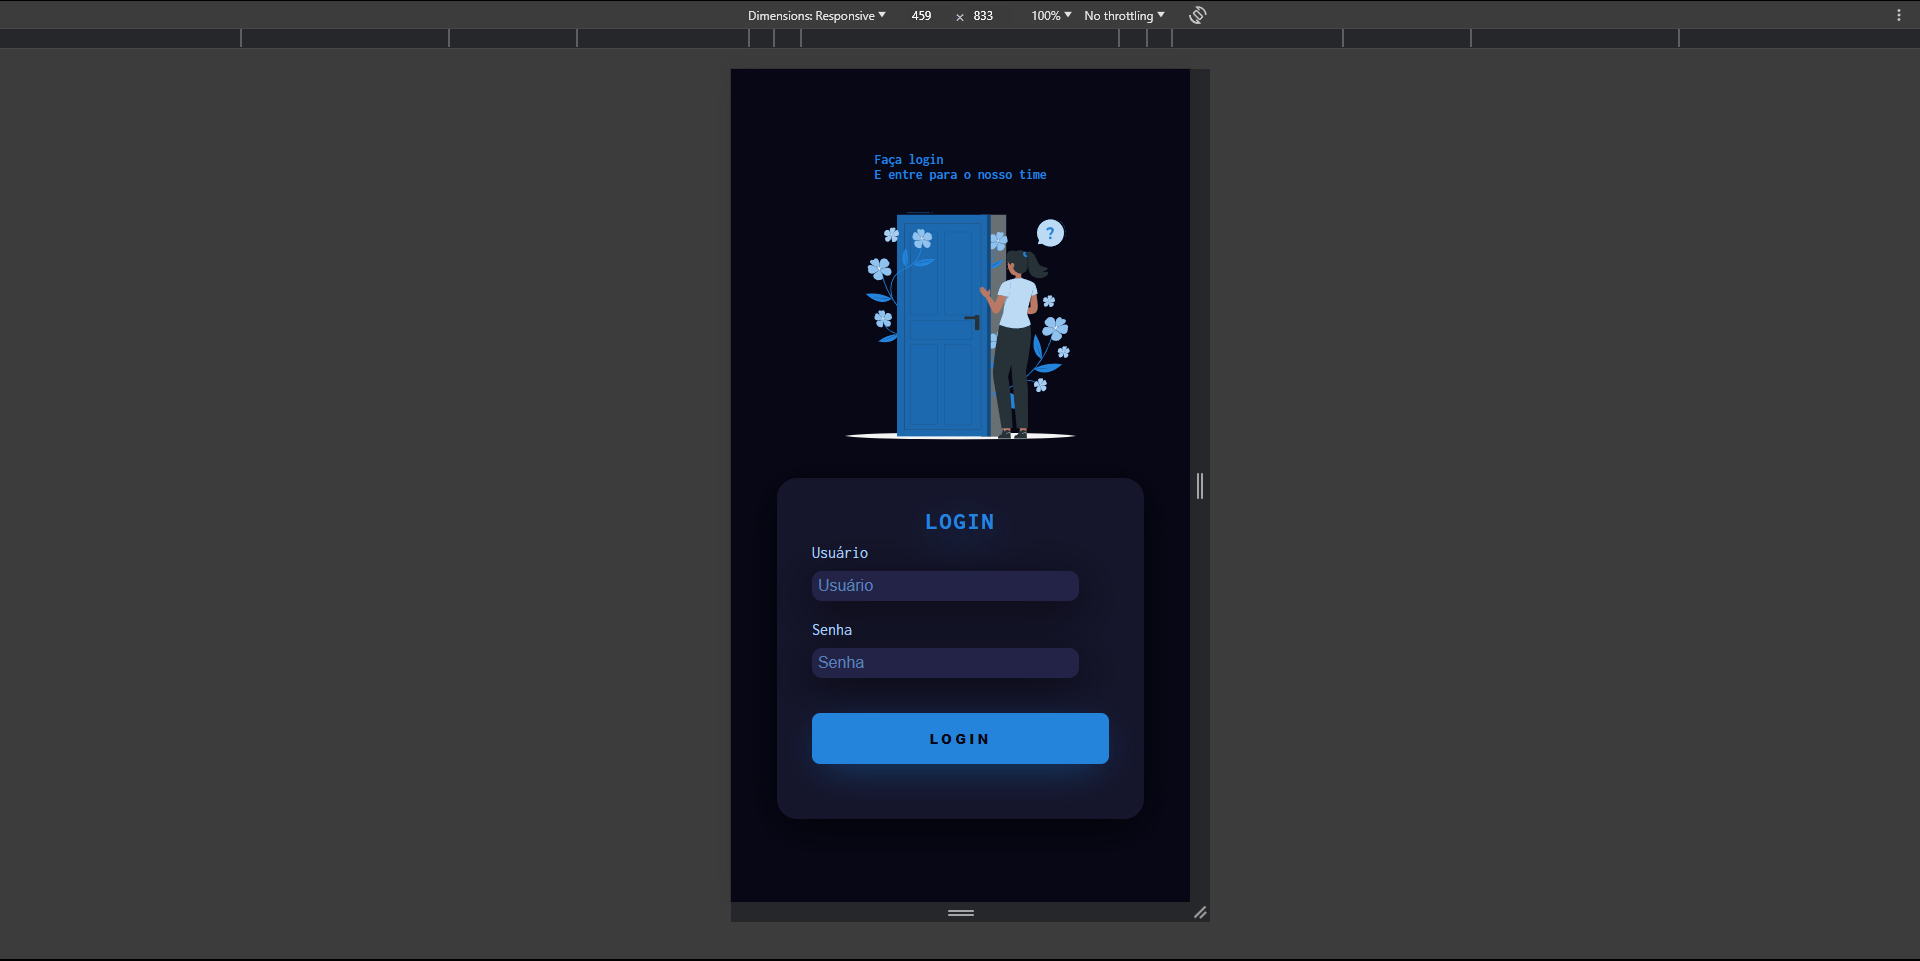 Dimensions: Responsive 459 × 833 100% No throttling
Faça login
E entre para o nosso time
?
LOGIN
Usuário
Usuário
Senha
Senha
LOGIN